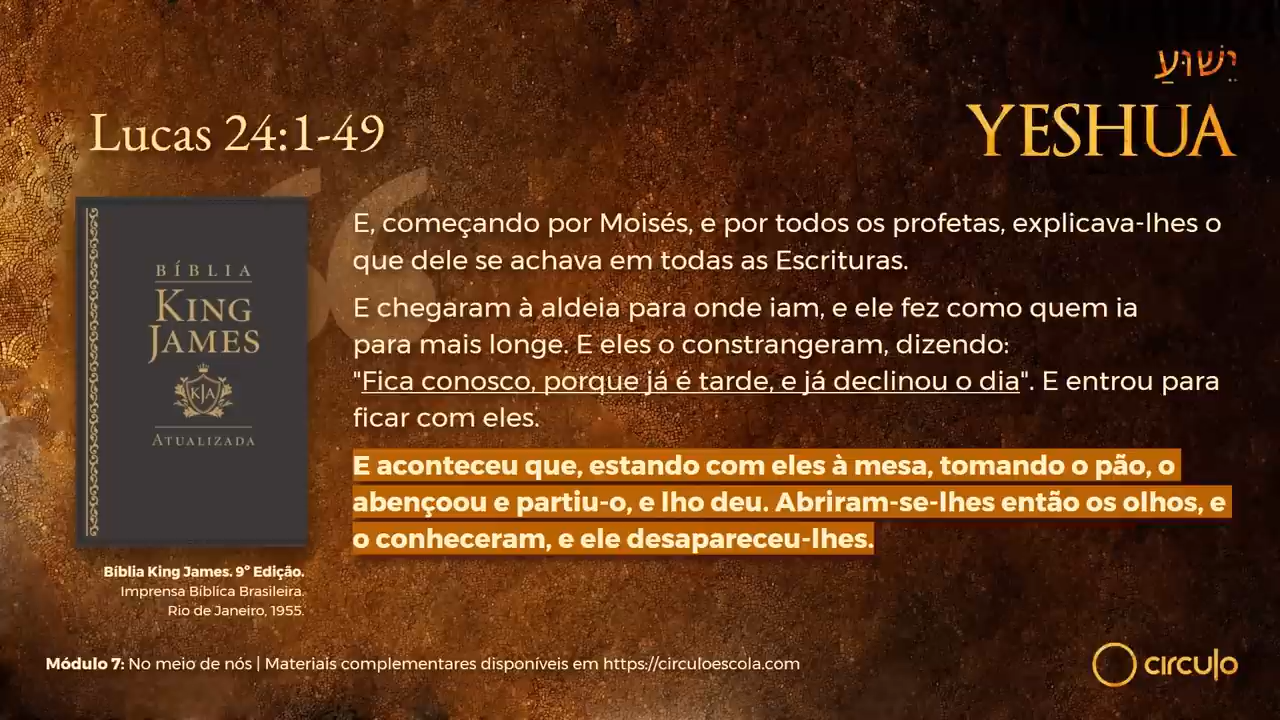 יֵשׁוּעַ
YESHUA
Lucas 24:1-49
BÍBLIA
KING
JAMES
KJA
ATUALIZADA
Bíblia King James. 9º Edição.
Imprensa Bíblica Brasileira.
Rio de Janeiro, 1955.
E, começando por Moisés, e por todos os profetas, explicava-lhes o
que dele se achava em todas as Escrituras.
E chegaram à aldeia para onde iam, e ele fez como quem ia
para mais longe. E eles o constrangeram, dizendo:
"Fica conosco, porque já é tarde, e já declinou o dia". E entrou para
ficar com eles.
E aconteceu que, estando com eles à mesa, tomando o pão, o
abençoou e partiu-o, e lho deu. Abriram-se-lhes então os olhos, e
o conheceram, e ele desapareceu-lhes.
Módulo 7: No meio de nós | Materiais complementares disponíveis em https://circuloescola.com
circulo